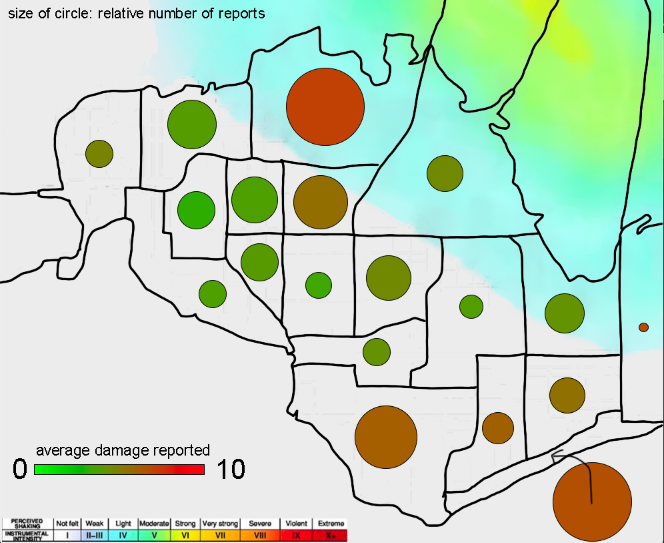 size of circle: relative number of reports
average damage reported
0 10
PERCEIVED SHAKING Not felt Weak Light Moderate Strong Very strong Severe Violent Extreme
INSTRUMENTAL INTENSITY I II-III IV V VI VII VIII IX X+